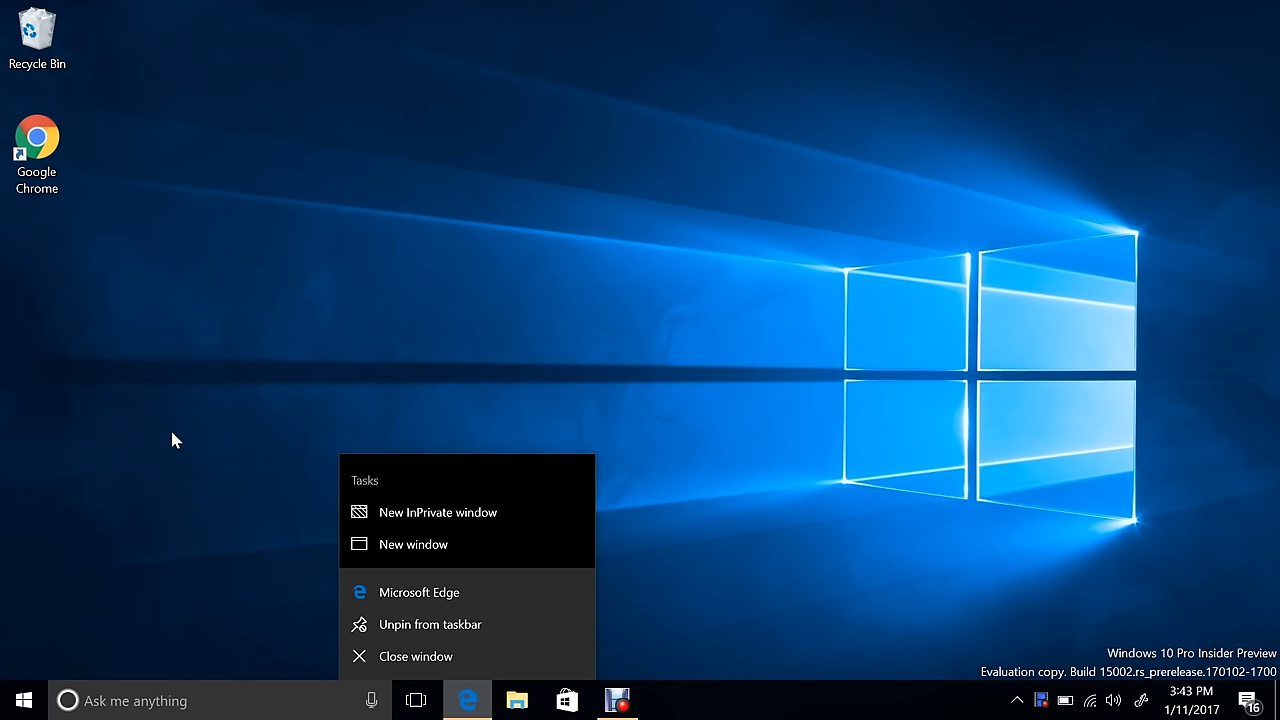 Recycle Bin
Google
Chrome
Tasks
New InPrivate window
New window
Microsoft Edge
Unpin from taskbar
Close window
Windows 10 Pro Insider Preview
Evaluation copy. Build 15002.rs_prerelease.170102-1700
Ask me anything
3:43 PM
1/11/2017
16